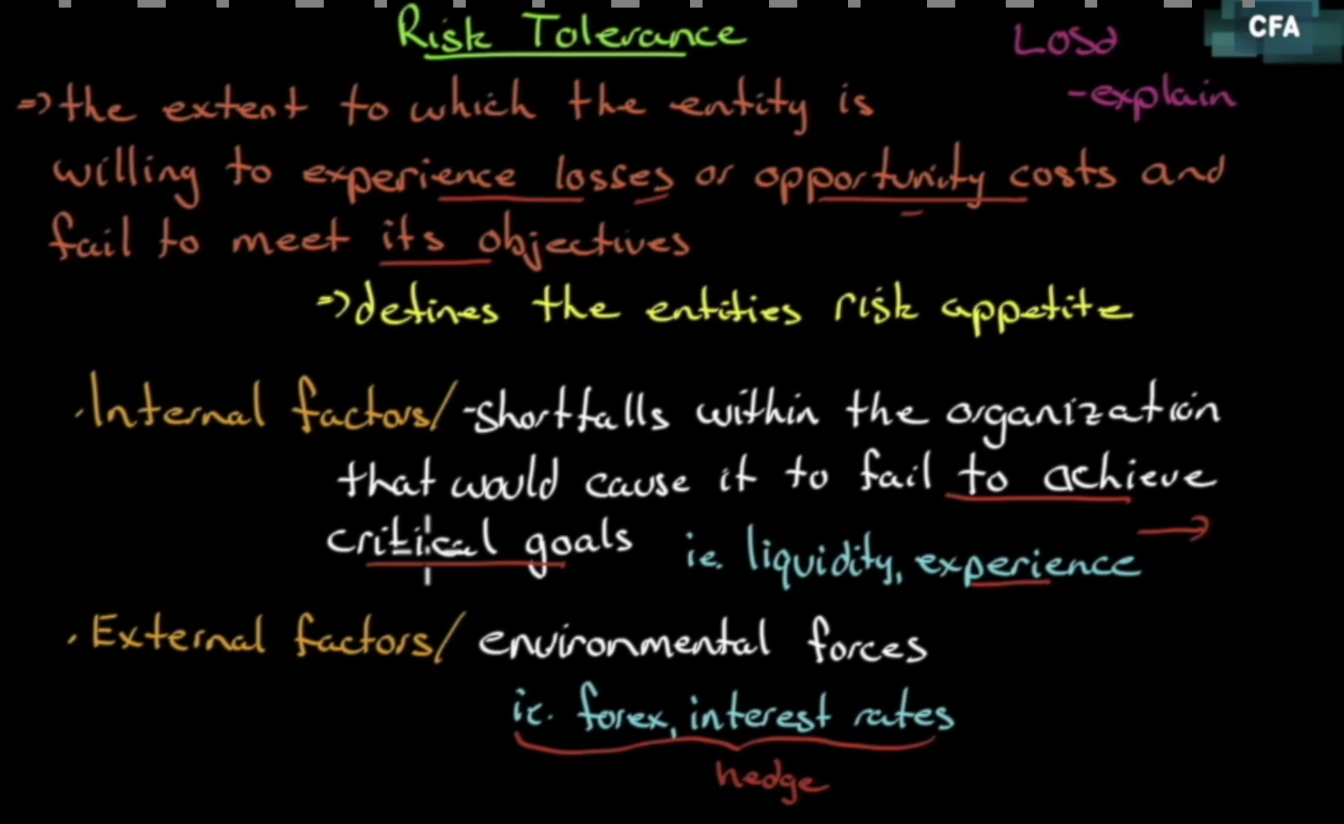 Risk Tolerance
LOSd
CFA
-explain
=> the extent to which the entity is
willing to experience losses or opportunity costs and
fail to meet its objectives
=> defines the entities risk appetite
. Internal factors/ -shortfalls within the organization
that would cause it to fail to achieve
critical goals ie. liquidity, experience →
. External factors/ environmental forces
ie. forex, interest rates
hedge